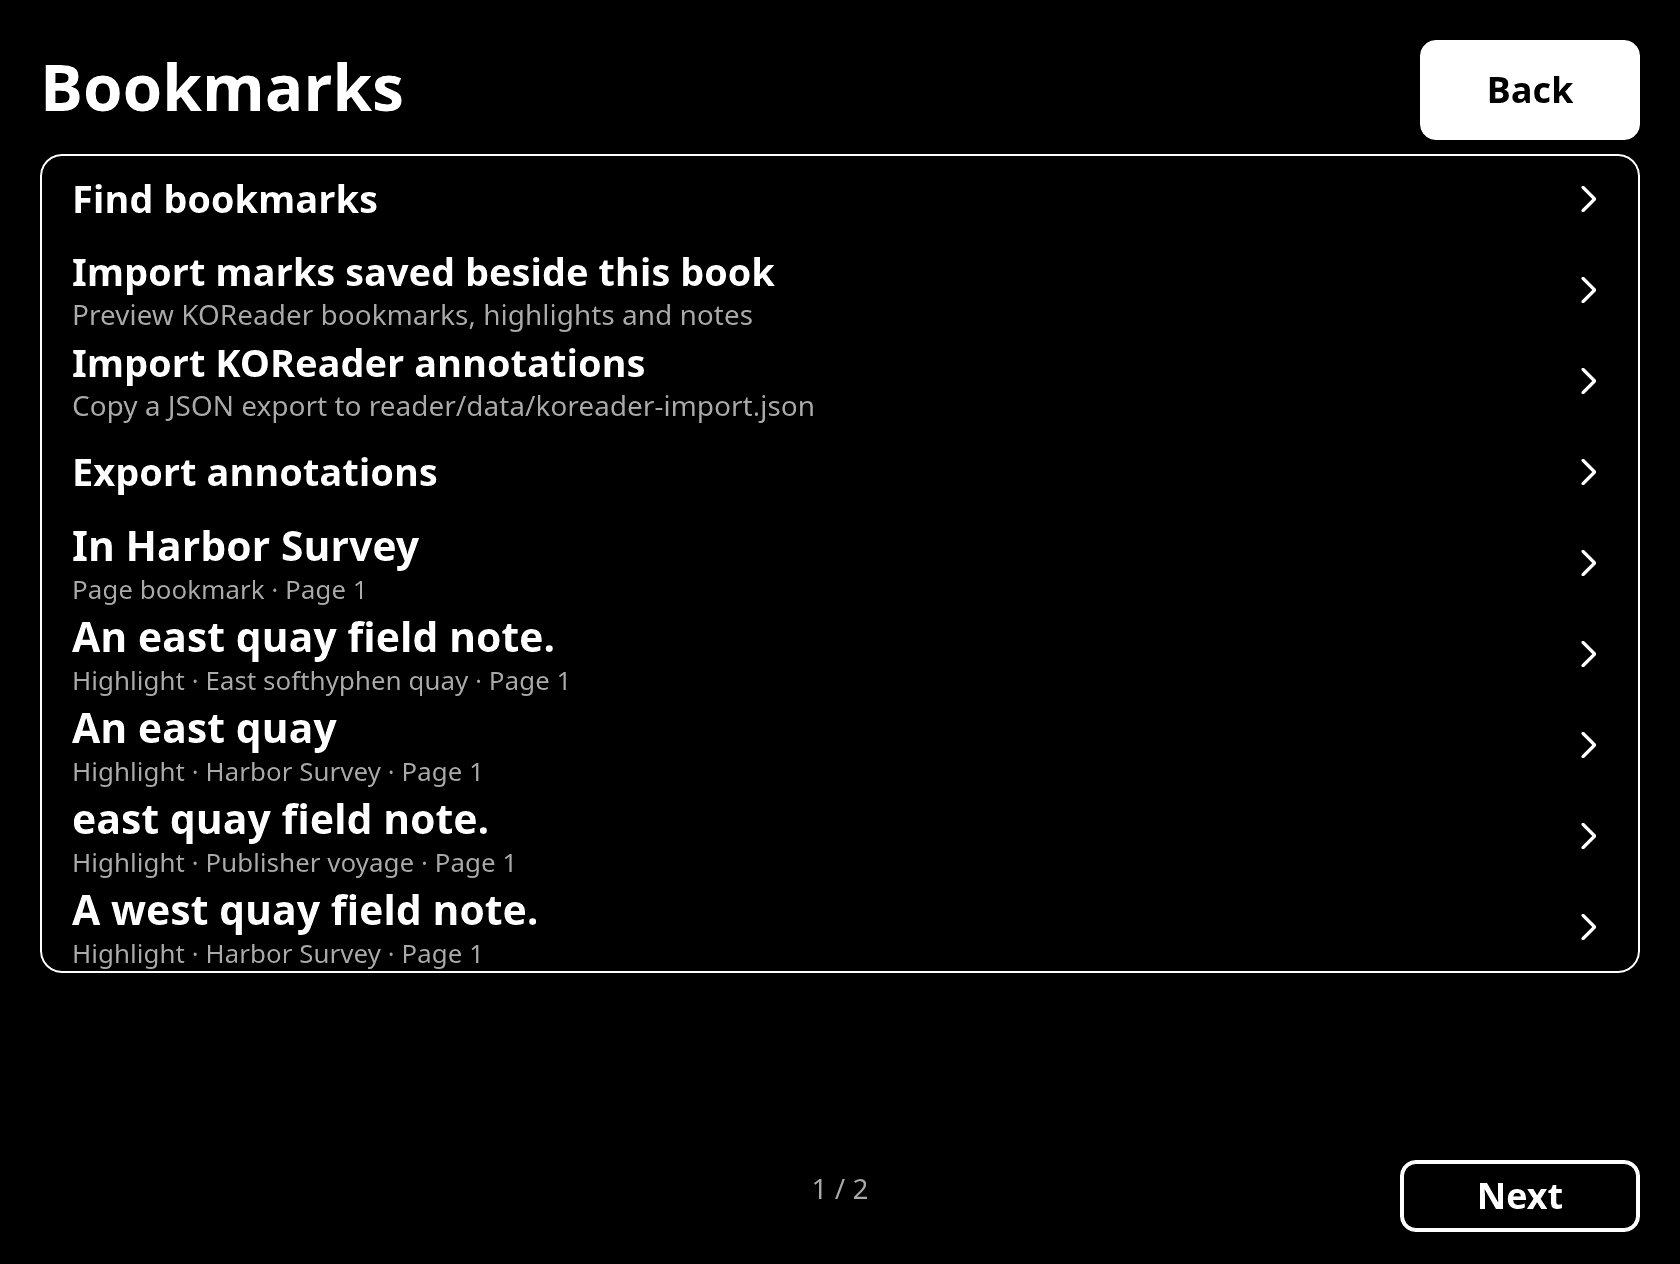 Bookmarks
Back
Find bookmarks
Import marks saved beside this book
Preview KOReader bookmarks, highlights and notes
Import KOReader annotations
Copy a JSON export to reader/data/koreader-import.json
Export annotations
In Harbor Survey
Page bookmark · Page 1
An east quay field note.
Highlight · East softhyphen quay · Page 1
An east quay
Highlight · Harbor Survey · Page 1
east quay field note.
Highlight · Publisher voyage · Page 1
A west quay field note.
Highlight · Harbor Survey · Page 1
1 / 2
Next